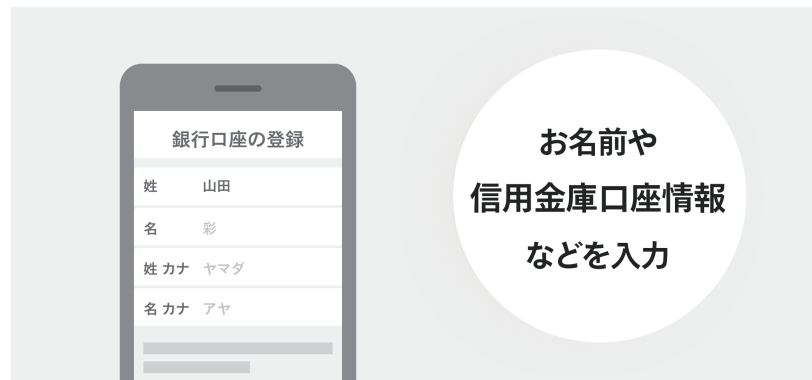 銀行口座の登録
姓 山田
名 彩
姓 カナ ヤマダ
名 カナ アヤ
お名前や
信用金庫口座情報
などを入力